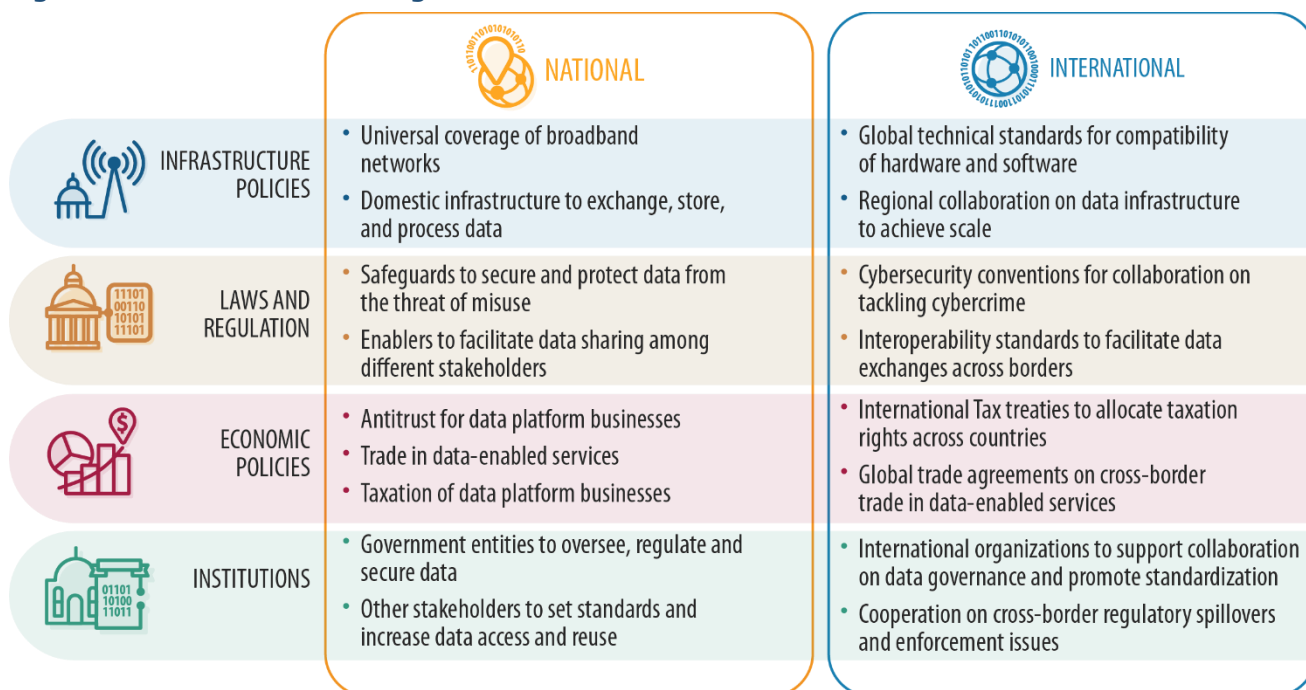 NATIONAL
INTERNATIONAL
INFRASTRUCTURE
POLICIES
• Universal coverage of broadband
networks
• Domestic infrastructure to exchange, store,
and process data
• Global technical standards for compatibility
of hardware and software
• Regional collaboration on data infrastructure
to achieve scale
11101
00110
10101
11101
LAWS AND
REGULATION
• Safeguards to secure and protect data from
the threat of misuse
• Enablers to facilitate data sharing among
different stakeholders
• Cybersecurity conventions for collaboration on
tackling cybercrime
• Interoperability standards to facilitate data
exchanges across borders
$
ECONOMIC
POLICIES
• Antitrust for data platform businesses
• Trade in data-enabled services
• Taxation of data platform businesses
• International Tax treaties to allocate taxation
rights across countries
• Global trade agreements on cross-border
trade in data-enabled services
01101
10100
11011
INSTITUTIONS
• Government entities to oversee, regulate and
secure data
• Other stakeholders to set standards and
increase data access and reuse
• International organizations to support collaboration
on data governance and promote standardization
• Cooperation on cross-border regulatory spillovers
and enforcement issues